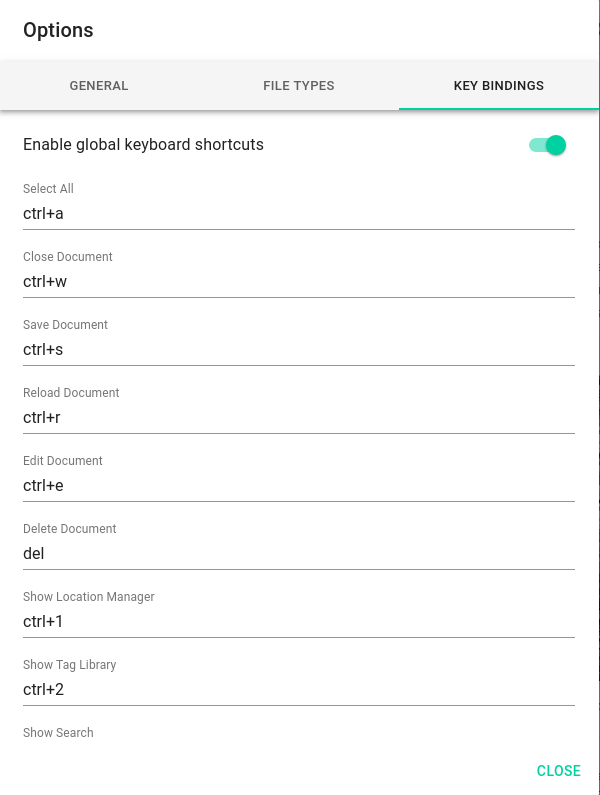 Options
GENERAL FILE TYPES KEY BINDINGS
Enable global keyboard shortcuts
Select All
ctrl+a
Close Document
ctrl+w
Save Document
ctrl+s
Reload Document
ctrl+r
Edit Document
ctrl+e
Delete Document
del
Show Location Manager
ctrl+1
Show Tag Library
ctrl+2
Show Search
CLOSE